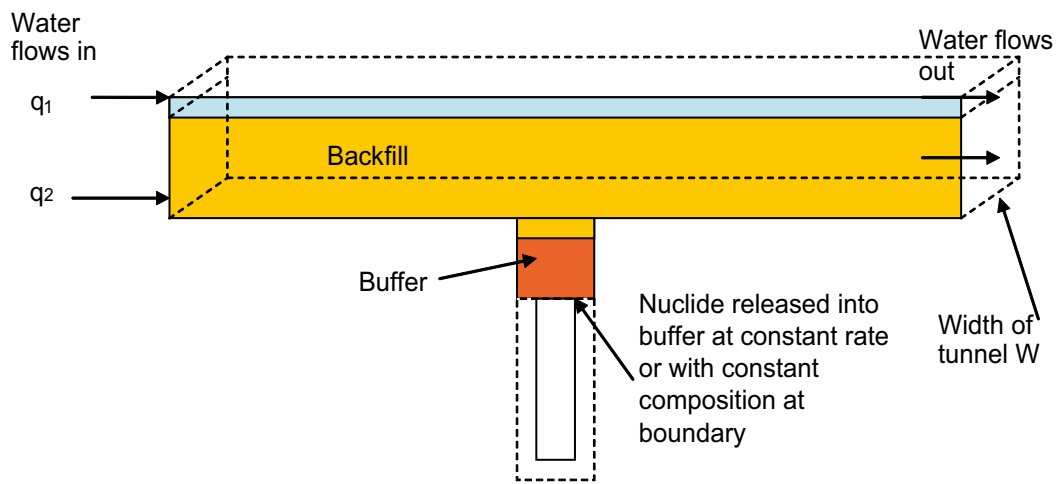 Water
flows in
q1
q2
Water flows
out
Backfill
Buffer
Nuclide released into
buffer at constant rate
or with constant
composition at
boundary
Width of
tunnel W